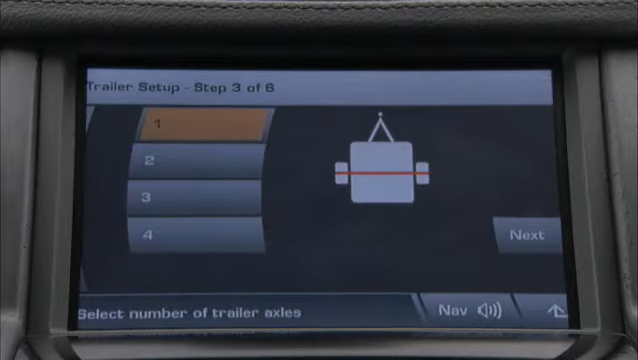 Trailer Setup - Step 3 of 6
1
2
3
4
Next
Select number of trailer axles
Nav